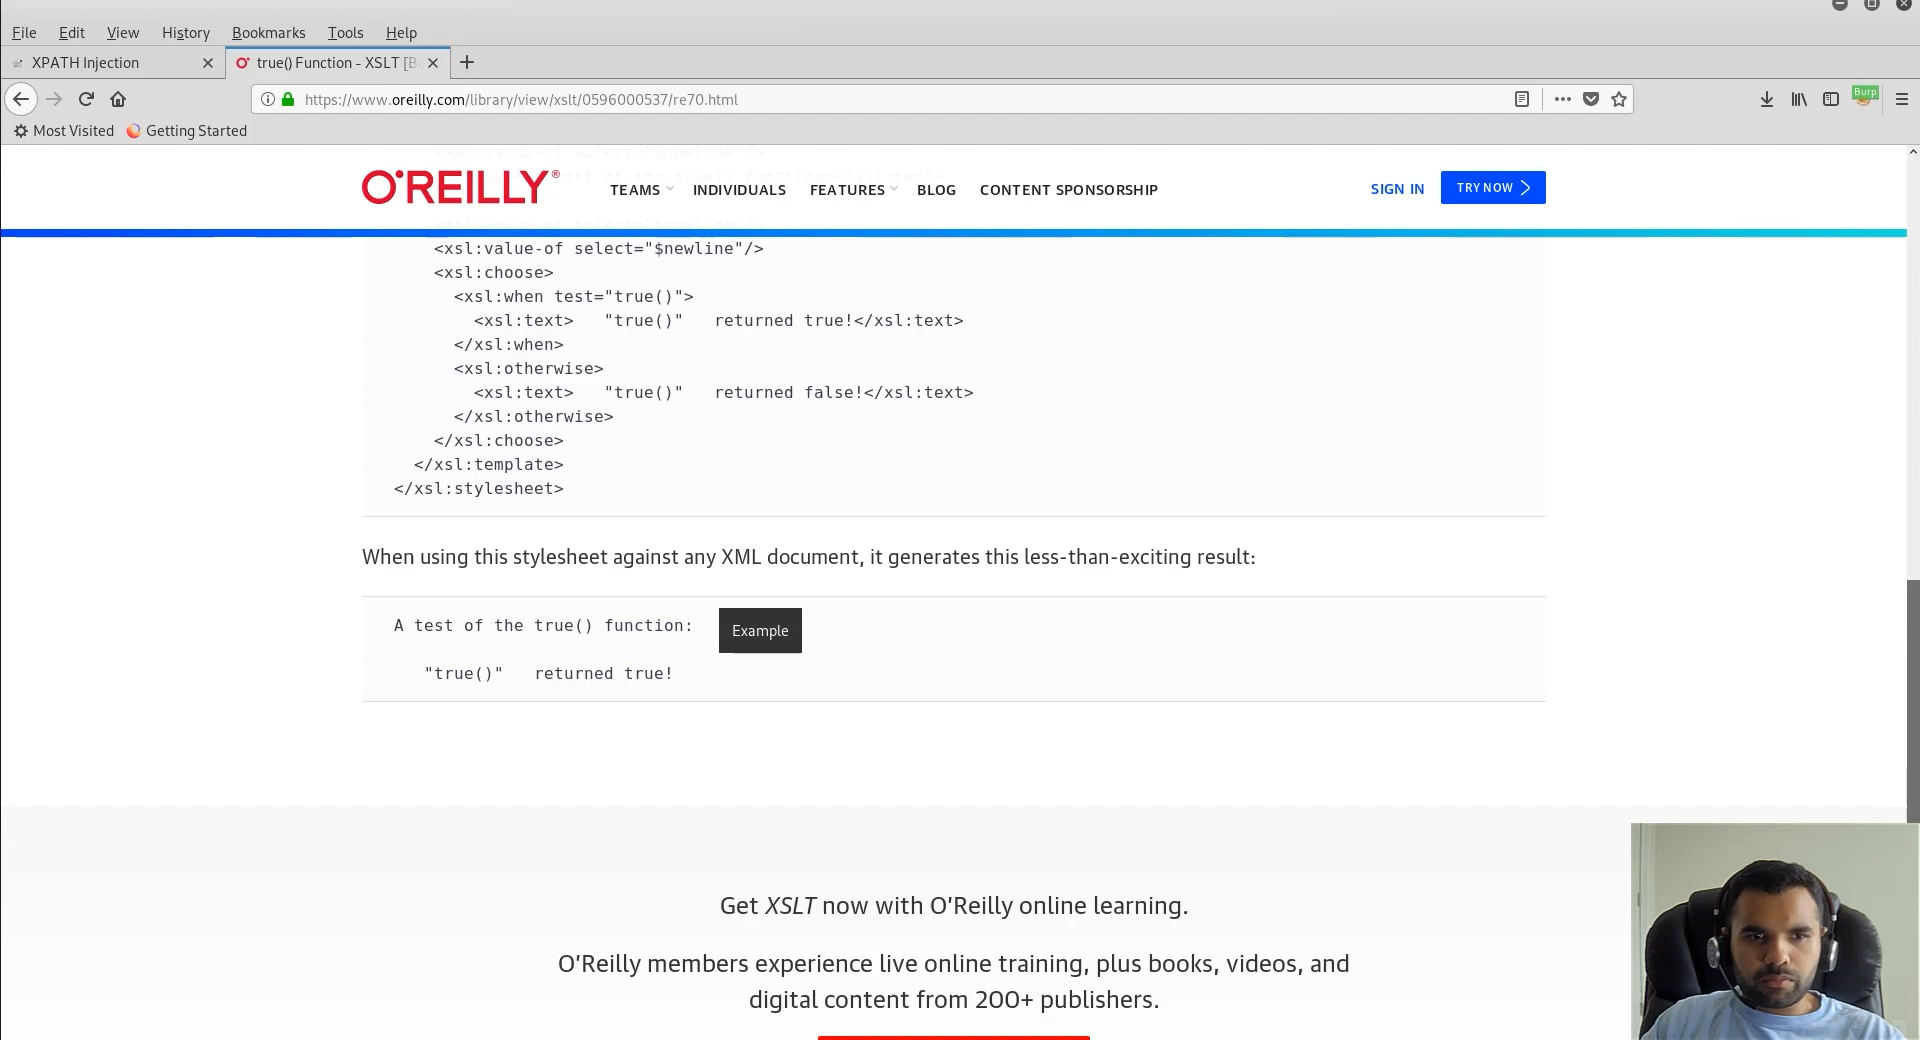 File Edit View History Bookmarks Tools Help
XPATH Injection
true() Function - XSLT [B
https://www.oreilly.com/library/view/xslt/0596000537/re70.html
Burp
Most Visited Getting Started
O'REILLY®
TEAMS INDIVIDUALS FEATURES BLOG CONTENT SPONSORSHIP
SIGN IN
TRY NOW
<xsl:value-of select="$newline"/>
<xsl:choose>
<xsl:when test="true()">
<xsl:text>   "true()"   returned true!</xsl:text>
</xsl:when>
<xsl:otherwise>
<xsl:text>   "true()"   returned false!</xsl:text>
</xsl:otherwise>
</xsl:choose>
</xsl:template>
</xsl:stylesheet>
When using this stylesheet against any XML document, it generates this less-than-exciting result:
A test of the true() function:
Example
"true()"   returned true!
Get XSLT now with O'Reilly online learning.
O'Reilly members experience live online training, plus books, videos, and
digital content from 200+ publishers.